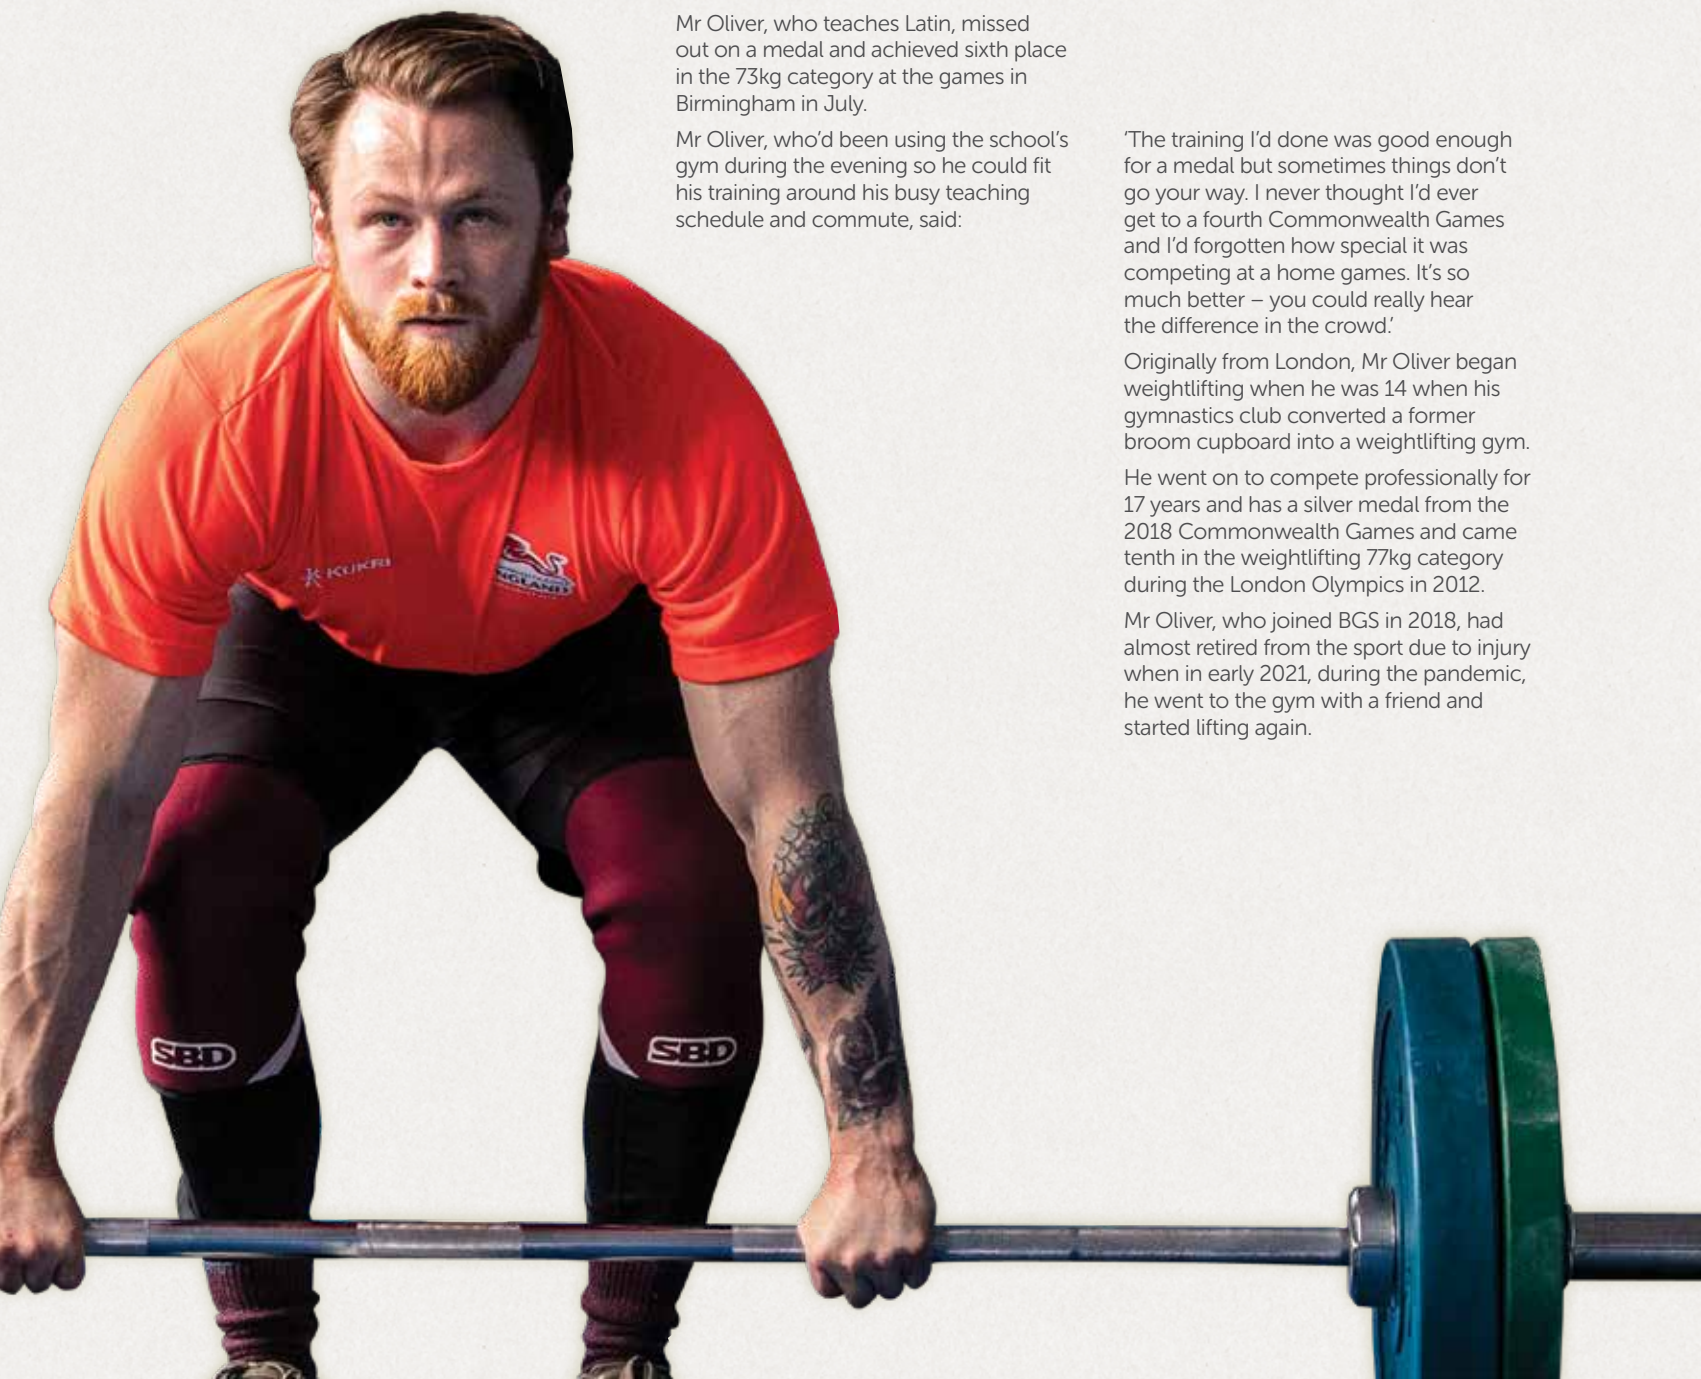 Mr Oliver, who teaches Latin, missed
out on a medal and achieved sixth place
in the 73kg category at the games in
Birmingham in July.
Mr Oliver, who’d been using the school’s
gym during the evening so he could fit
his training around his busy teaching
schedule and commute, said:
‘The training I’d done was good enough
for a medal but sometimes things don’t
go your way. I never thought I’d ever
get to a fourth Commonwealth Games
and I’d forgotten how special it was
competing at a home games. It’s so
much better – you could really hear
the difference in the crowd.’
Originally from London, Mr Oliver began
weightlifting when he was 14 when his
gymnastics club converted a former
broom cupboard into a weightlifting gym.
He went on to compete professionally for
17 years and has a silver medal from the
2018 Commonwealth Games and came
tenth in the weightlifting 77kg category
during the London Olympics in 2012.
Mr Oliver, who joined BGS in 2018, had
almost retired from the sport due to injury
when in early 2021, during the pandemic,
he went to the gym with a friend and
started lifting again.
KUKRI
ENGLAND
SBD
SBD